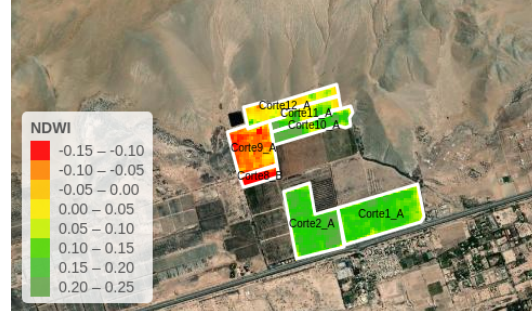 Corte12_A
Corte11_A
Corte10_A
Corte9_A
Corte8_B
Corte2_A
Corte1_A
NDWI
-0.15 – -0.10
-0.10 – -0.05
-0.05 – 0.00
0.00 – 0.05
0.05 – 0.10
0.10 – 0.15
0.15 – 0.20
0.20 – 0.25